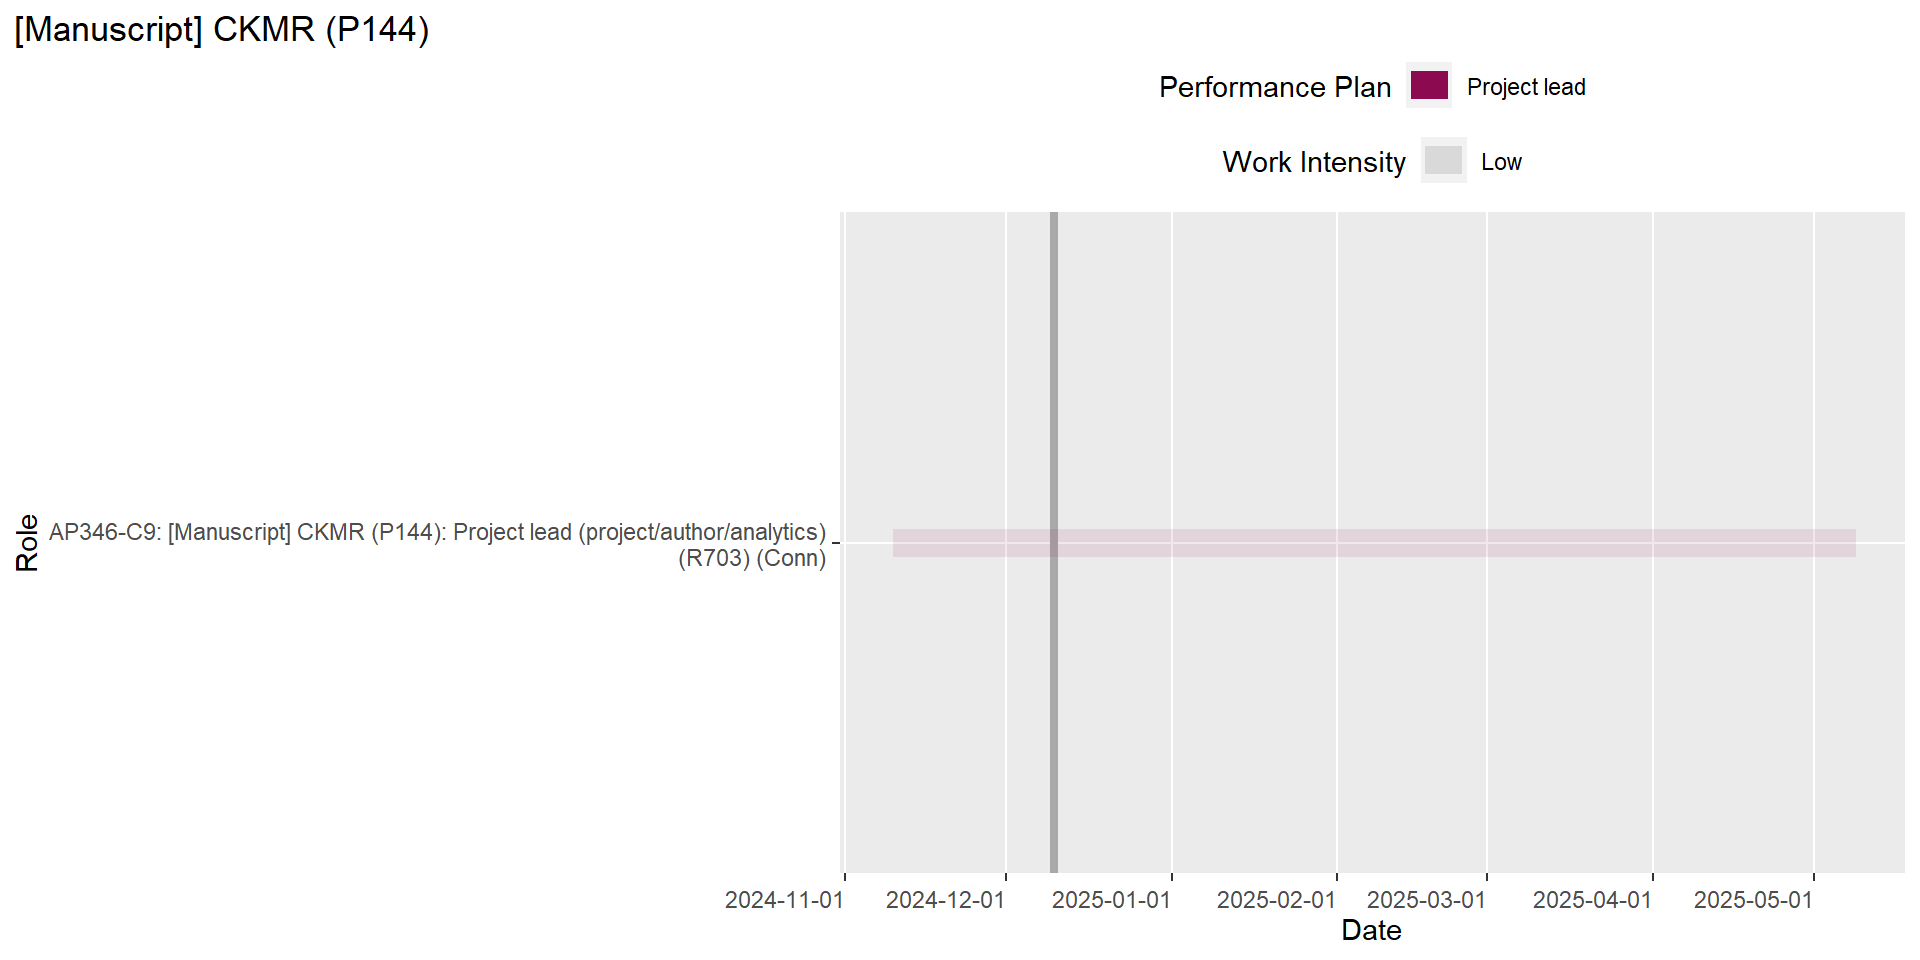 [Manuscript] CKMR (P144)
Performance Plan
Project lead
Work Intensity
Low
Role
AP346-C9: [Manuscript] CKMR (P144): Project lead (project/author/analytics)
(R703) (Conn)
2024-11-01
2024-12-01
2025-01-01
2025-02-01
2025-03-01
2025-04-01
2025-05-01
Date